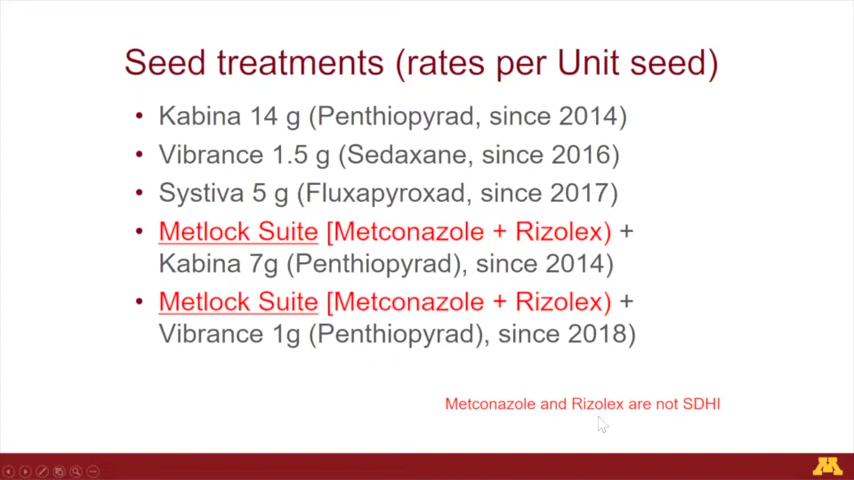 Seed treatments (rates per Unit seed)
• Kabina 14 g (Penthiopyrad, since 2014)
• Vibrance 1.5 g (Sedaxane, since 2016)
• Systiva 5 g (Fluxapyroxad, since 2017)
• Metlock Suite [Metconazole + Rizolex) +
Kabina 7g (Penthiopyrad), since 2014)
• Metlock Suite [Metconazole + Rizolex) +
Vibrance 1g (Penthiopyrad), since 2018)
Metconazole and Rizolex are not SDHI
M